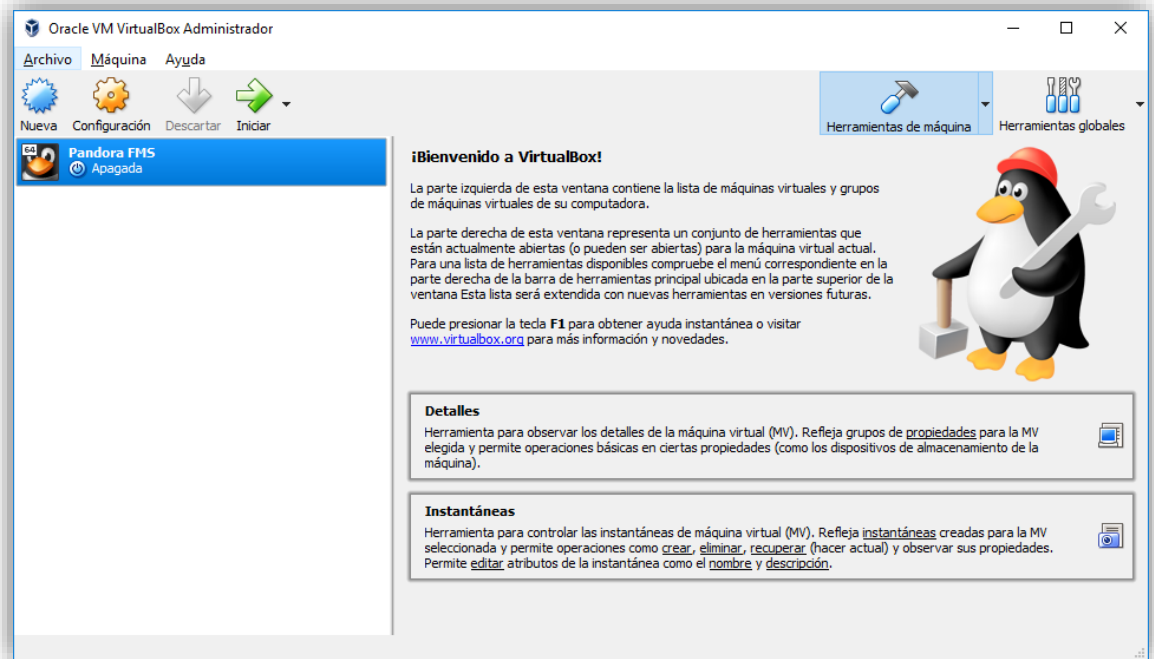 Oracle VM VirtualBox Administrador
Archivo Máquina Ayuda
Nueva Configuración Descartar Iniciar
Herramientas de máquina Herramientas globales
64
Pandora FMS
Apagada
¡Bienvenido a VirtualBox!
La parte izquierda de esta ventana contiene la lista de máquinas virtuales y grupos
de máquinas virtuales de su computadora.
La parte derecha de esta ventana representa un conjunto de herramientas que
están actualmente abiertas (o pueden ser abiertas) para la máquina virtual actual.
Para una lista de herramientas disponibles compruebe el menú correspondiente en la
parte derecha de la barra de herramientas principal ubicada en la parte superior de la
ventana Esta lista será extendida con nuevas herramientas en versiones futuras.
Puede presionar la tecla F1 para obtener ayuda instantánea o visitar
www.virtualbox.org para más información y novedades.
Detalles
Herramienta para observar los detalles de la máquina virtual (MV). Refleja grupos de propiedades para la MV
elegida y permite operaciones básicas en ciertas propiedades (como los dispositivos de almacenamiento de la
máquina).
Instantáneas
Herramienta para controlar las instantáneas de máquina virtual (MV). Refleja instantáneas creadas para la MV
seleccionada y permite operaciones como crear, eliminar, recuperar (hacer actual) y observar sus propiedades.
Permite editar atributos de la instantánea como el nombre y descripción.